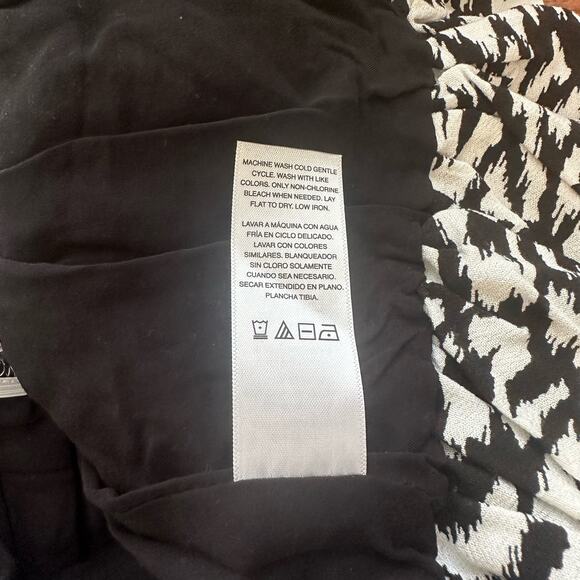 MACHINE WASH COLD GENTLE
CYCLE. WASH WITH LIKE
COLORS. ONLY NON-CHLORINE
BLEACH WHEN NEEDED. LAY
FLAT TO DRY. LOW IRON.
LAVAR A MÁQUINA CON AGUA
FRÍA EN CICLO DELICADO.
LAVAR CON COLORES
SIMILARES. BLANQUEADOR
SIN CLORO SOLAMENTE
CUANDO SEA NECESARIO.
SECAR EXTENDIDO EN PLANO.
PLANCHA TIBIA.